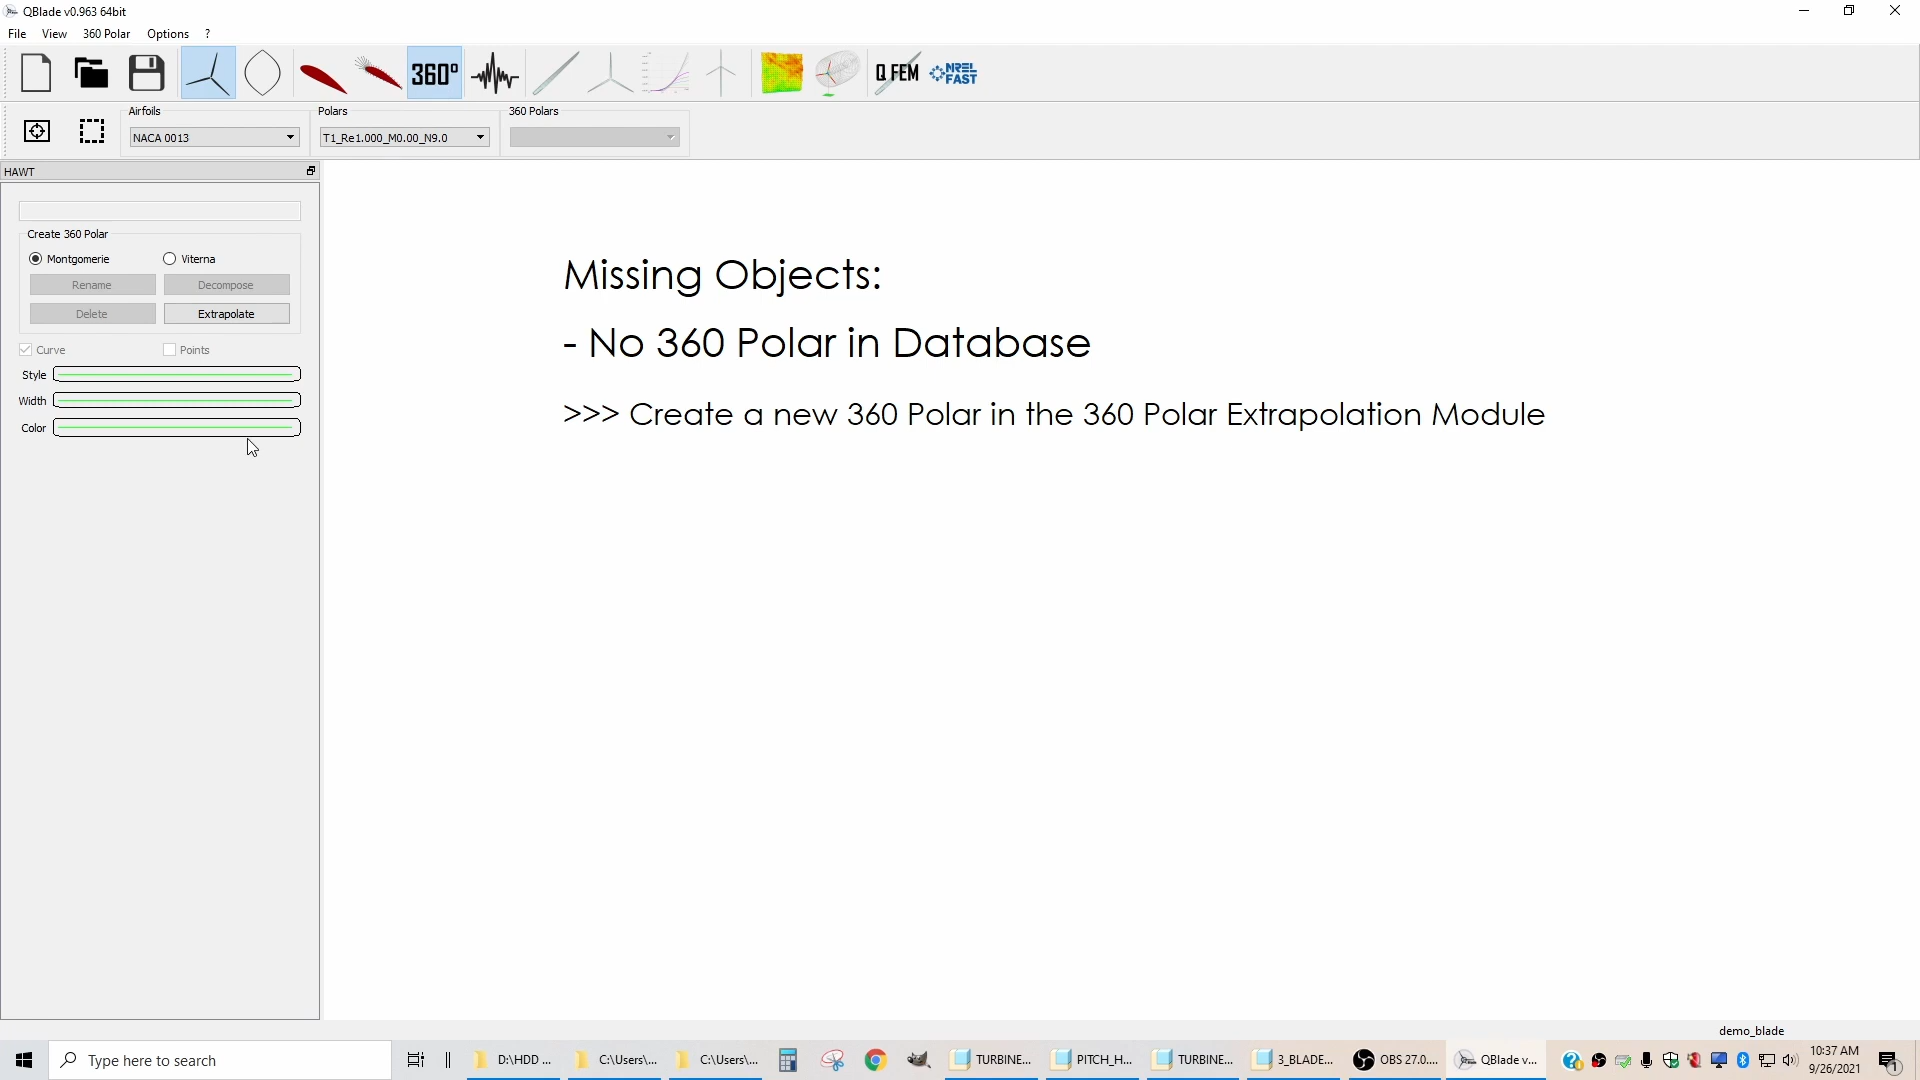 QBlade v0.963 64bit
File View 360 Polar Options ?
360° Q FEM NREL FAST
Airfoils Polars 360 Polars
NACA 0013 T1_Re1.000_M0.00_N9.0
HAWT
Create 360 Polar
Montgomerie Viterna
Rename Decompose
Delete Extrapolate
Curve Points
Style
Width
Color
Missing Objects:
- No 360 Polar in Database
>>> Create a new 360 Polar in the 360 Polar Extrapolation Module
demo_blade
Type here to search
D:\HDD ...
C:\Users\...
C:\Users\...
TURBINE...
PITCH_H...
TURBINE...
3_BLADE...
OBS 27.0....
QBlade v...
10:37 AM
9/26/2021
1